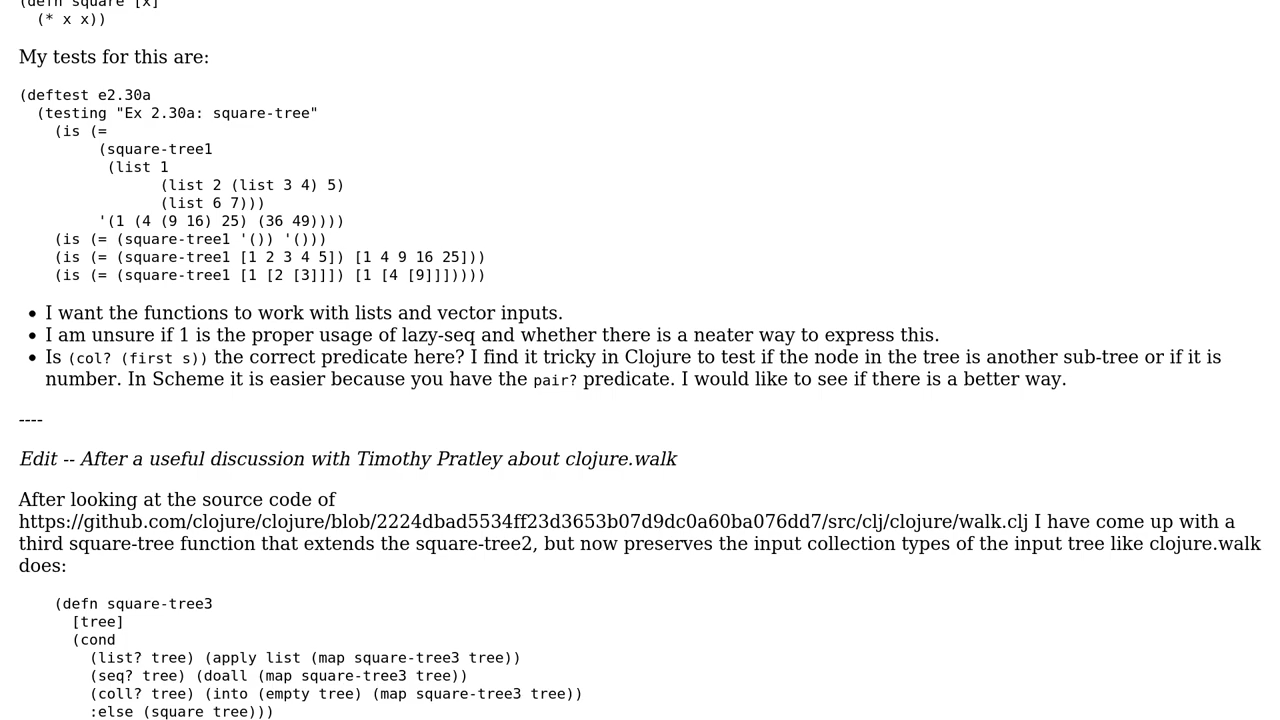 (defn square [x]
  (* x x))
My tests for this are:
(deftest e2.30a
  (testing "Ex 2.30a: square-tree"
    (is (=
         (square-tree1
          (list 1
                (list 2 (list 3 4) 5)
                (list 6 7)))
         '(1 (4 (9 16) 25) (36 49))))
    (is (= (square-tree1 '()) '()))
    (is (= (square-tree1 [1 2 3 4 5]) [1 4 9 16 25]))
    (is (= (square-tree1 [1 [2 [3]]]) [1 [4 [9]]]))))
• I want the functions to work with lists and vector inputs.
• I am unsure if 1 is the proper usage of lazy-seq and whether there is a neater way to express this.
• Is (col? (first s)) the correct predicate here? I find it tricky in Clojure to test if the node in the tree is another sub-tree or if it is
number. In Scheme it is easier because you have the pair? predicate. I would like to see if there is a better way.
----
Edit -- After a useful discussion with Timothy Pratley about clojure.walk
After looking at the source code of
https://github.com/clojure/clojure/blob/2224dbad5534ff23d3653b07d9dc0a60ba076dd7/src/clj/clojure/walk.clj I have come up with a
third square-tree function that extends the square-tree2, but now preserves the input collection types of the input tree like clojure.walk
does:
    (defn square-tree3
      [tree]
      (cond
        (list? tree) (apply list (map square-tree3 tree))
        (seq? tree) (doall (map square-tree3 tree))
        (coll? tree) (into (empty tree) (map square-tree3 tree))
        :else (square tree)))